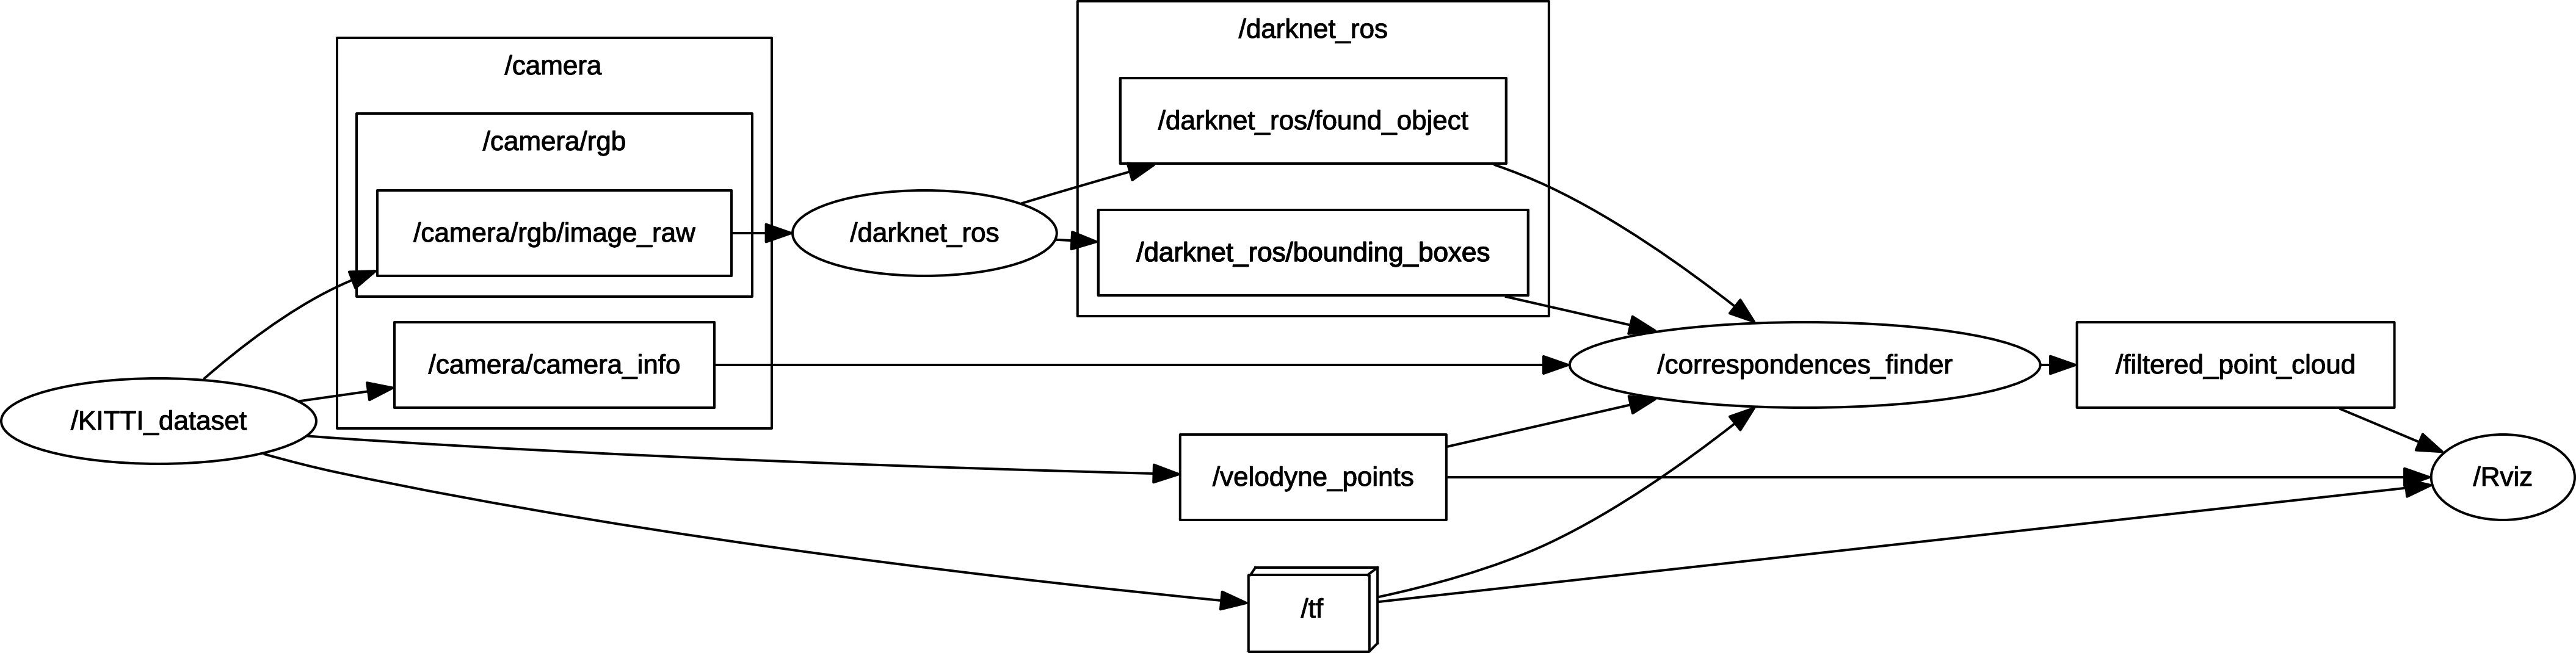 /KITTI_dataset
/camera
/camera/rgb
/camera/rgb/image_raw
/camera/camera_info
/darknet_ros
/darknet_ros
/darknet_ros/found_object
/darknet_ros/bounding_boxes
/velodyne_points
/tf
/correspondences_finder
/filtered_point_cloud
/Rviz